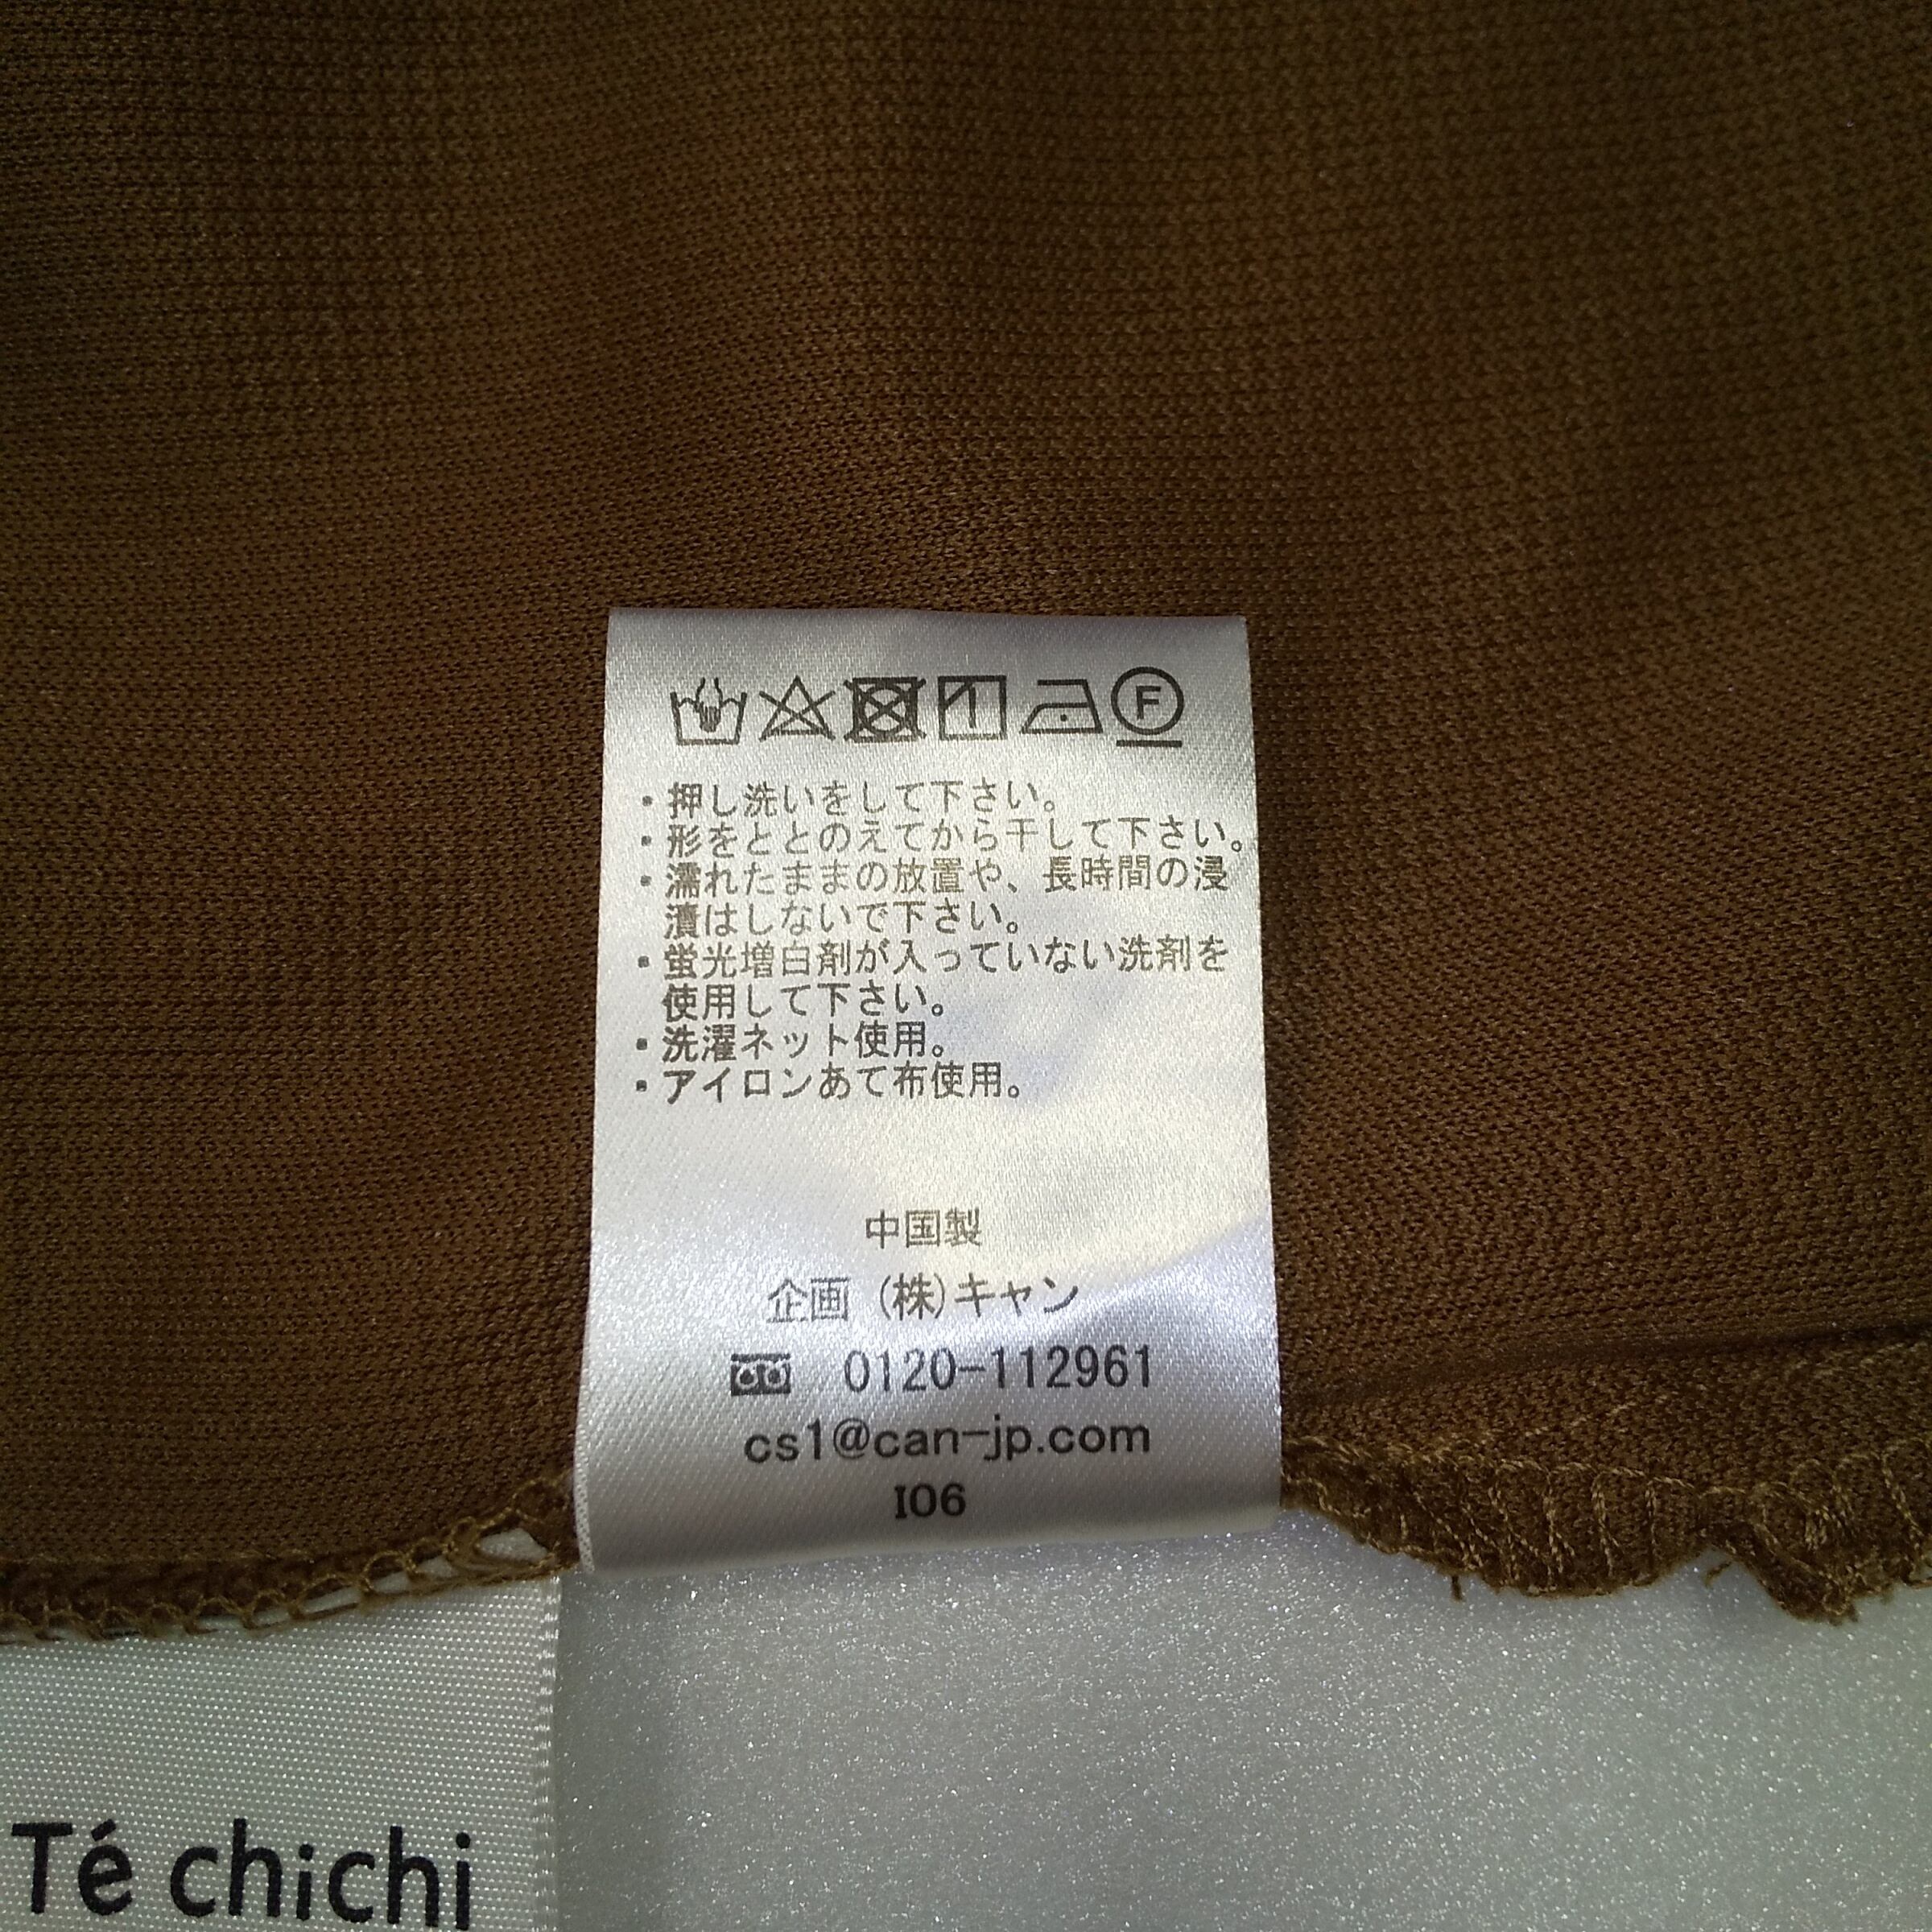 F
・押し洗いをして下さい。
・形をととのえてから干して下さい。
・濡れたままの放置や、長時間の浸
漬はしないで下さい。
・蛍光増白剤が入っていない洗剤を
使用して下さい。
・洗濯ネット使用。
・アイロンあて布使用。
中国製
企画 (株)キャン
0120-112961
cs1@can-jp.com
I06
Té chichi